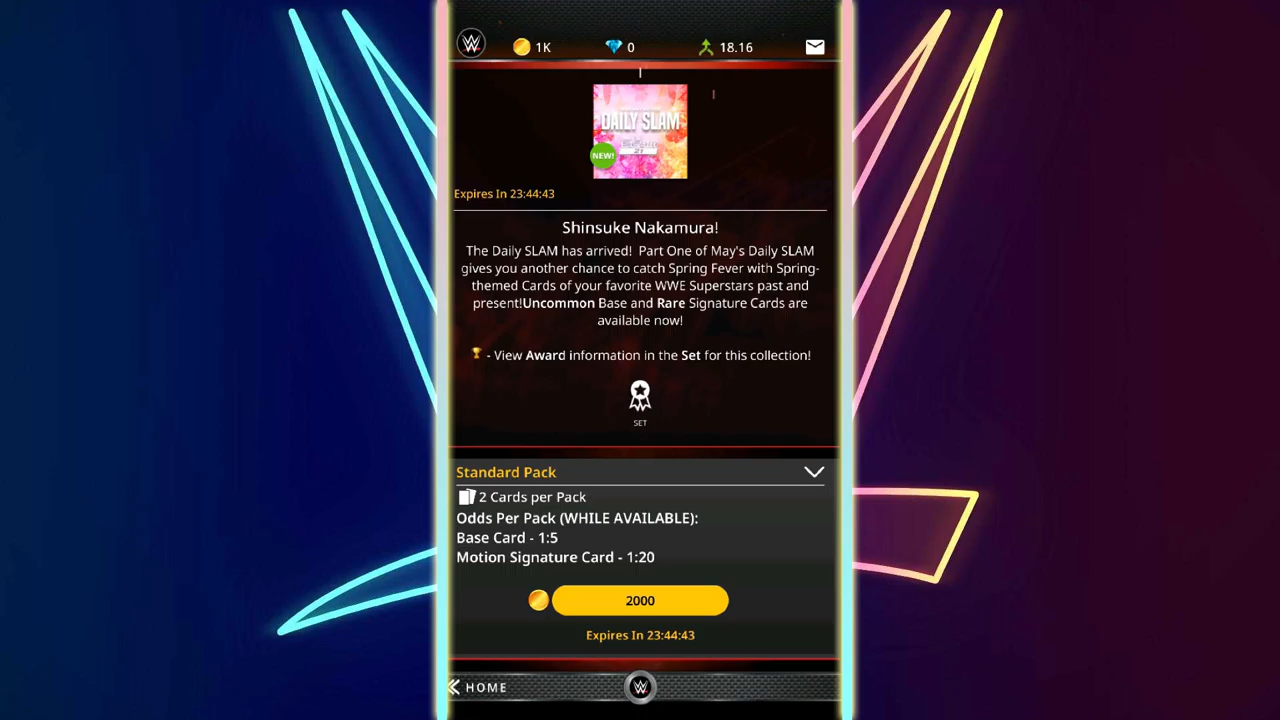 1K 0 18.16
DAILY SLAM
21
NEW!
Expires In 23:44:43
Shinsuke Nakamura!
The Daily SLAM has arrived! Part One of May's Daily SLAM
gives you another chance to catch Spring Fever with Spring-
themed Cards of your favorite WWE Superstars past and
present!Uncommon Base and Rare Signature Cards are
available now!
- View Award information in the Set for this collection!
SET
Standard Pack
2 Cards per Pack
Odds Per Pack (WHILE AVAILABLE):
Base Card - 1:5
Motion Signature Card - 1:20
2000
Expires In 23:44:43
HOME